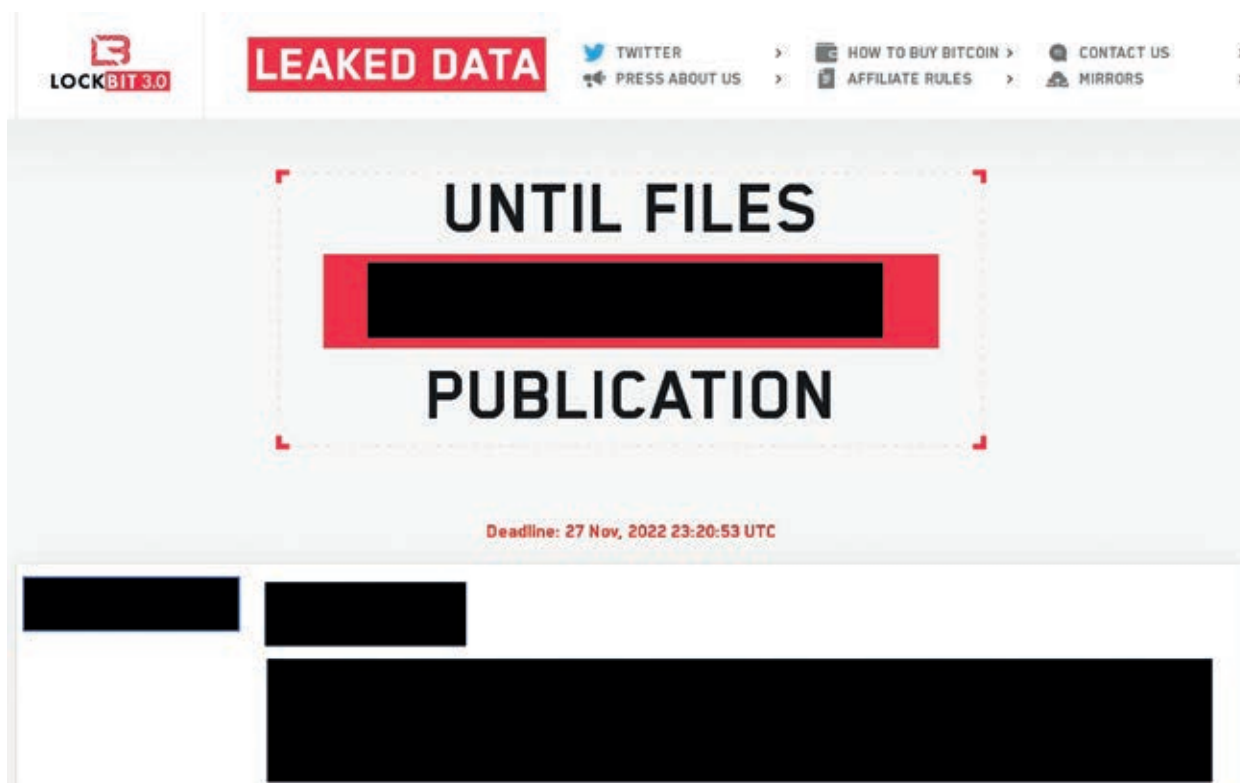 LOCKBIT 3.0
LEAKED DATA
TWITTER > HOW TO BUY BITCOIN > CONTACT US >
PRESS ABOUT US > AFFILIATE RULES > MIRRORS >
UNTIL FILES
PUBLICATION
Deadline: 27 Nov, 2022 23:20:53 UTC